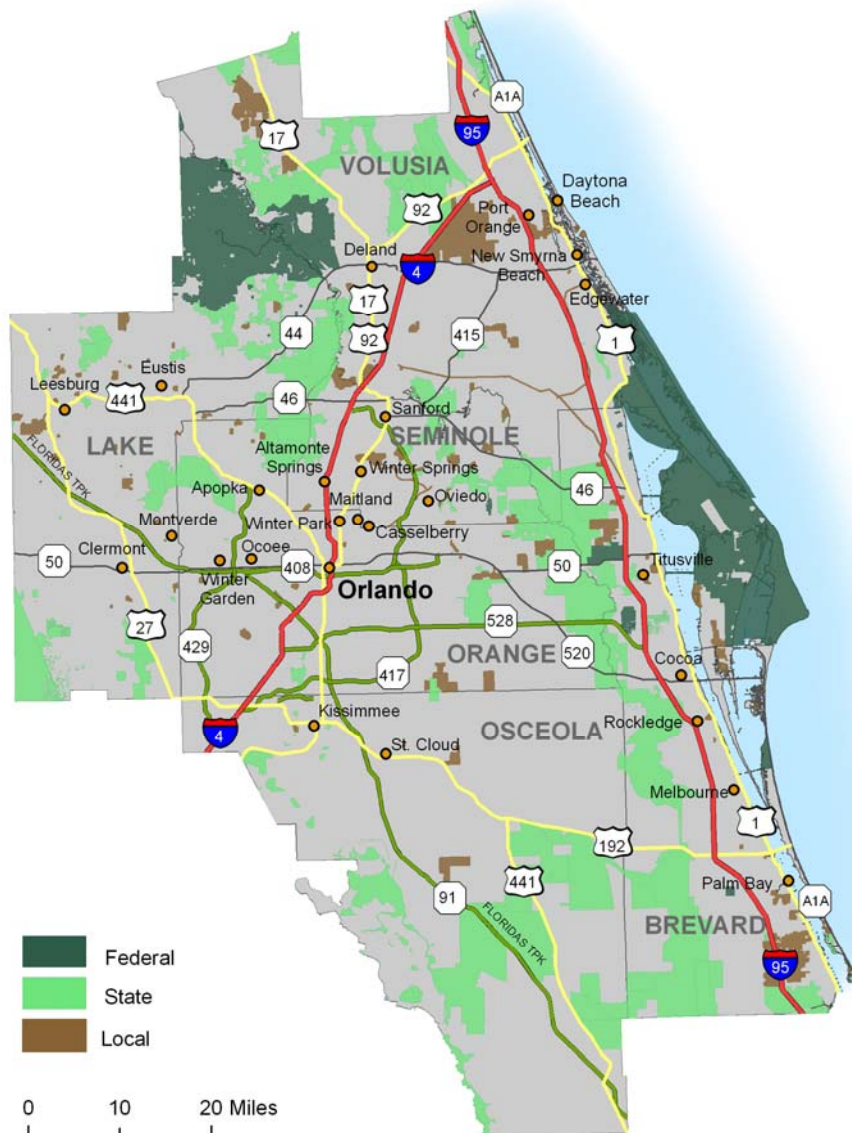 A1A
95
17
VOLUSIA
Daytona
Beach
92
Port
Orange
Deland
New Smyrna
Beach
4
Edgewater
17
44
92
415
1
Eustis
Leesburg
441
46
Sanford
LAKE
SEMINOLE
FLORIDAS TPK
Altamonte
Springs
Winter Springs
46
Apopka
Maitland
Oviedo
Montverde
Winter Park
Casselberry
50
Clermont
Ocoee
408
50
Titusville
Winter
Garden
Orlando
27
528
429
ORANGE
520
417
Cocoa
Kissimmee
Rockledge
4
OSCEOLA
St. Cloud
Melbourne
1
192
441
Palm Bay
91
A1A
FLORIDAS TPK
BREVARD
95
Federal
State
Local
0 10 20 Miles